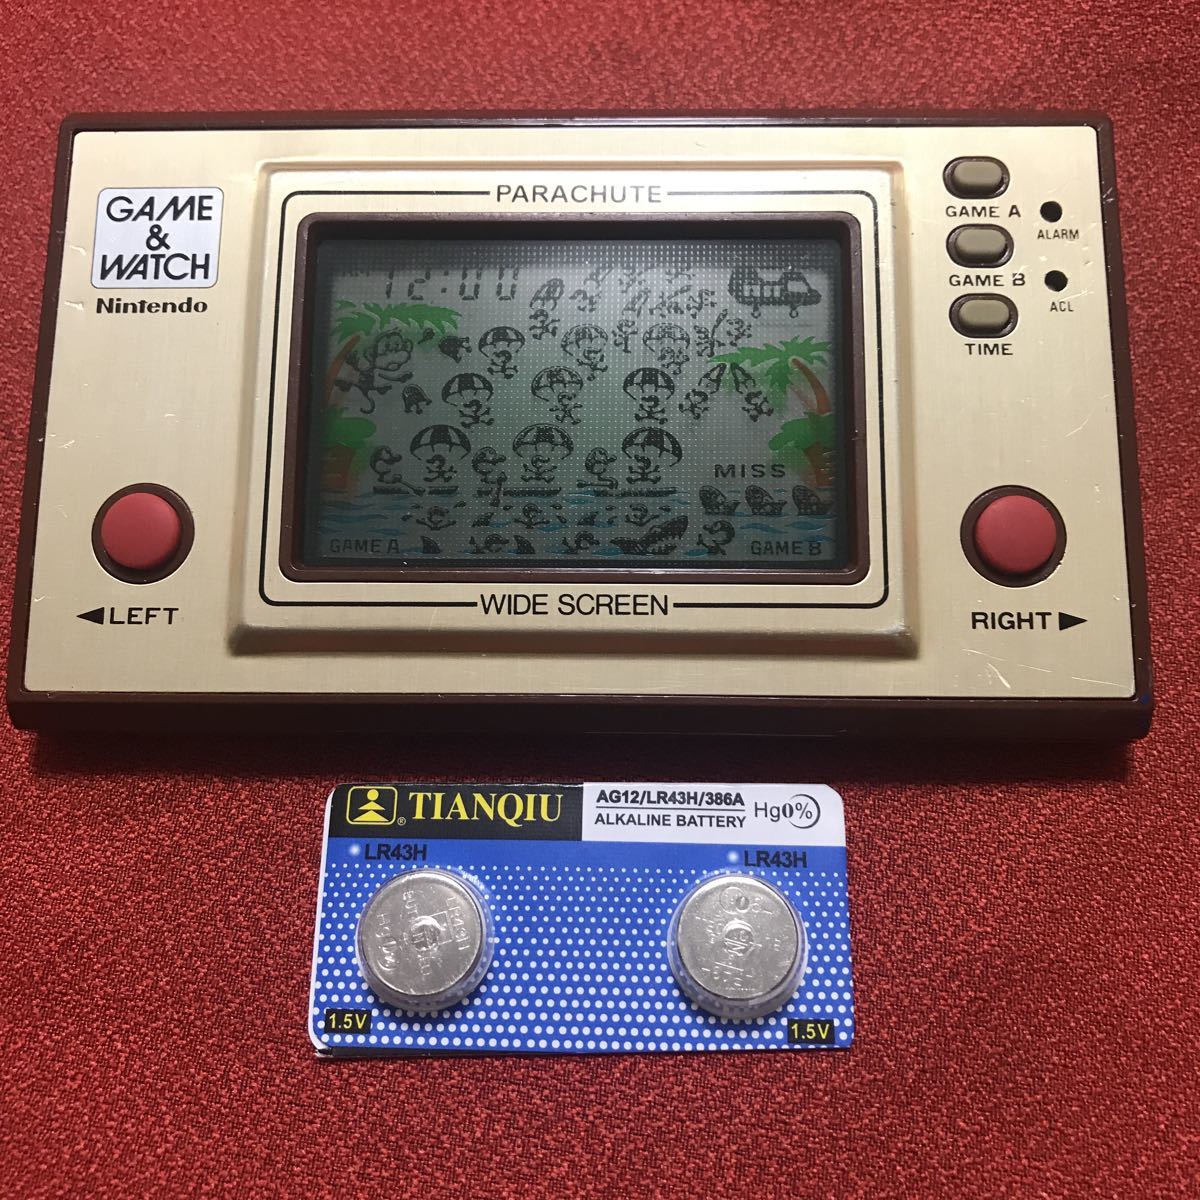 GAME
&
WATCH
Nintendo
PARACHUTE
GAME A
ALARM
GAME B
ACL
TIME
12:00
MISS
GAME A
GAME B
WIDE SCREEN
◀LEFT
RIGHT▶
TIANQIU
®
AG12/LR43H/386A
ALKALINE BATTERY
Hg0%
LR43H
LR43H
LR43H
1.5V
1.5V